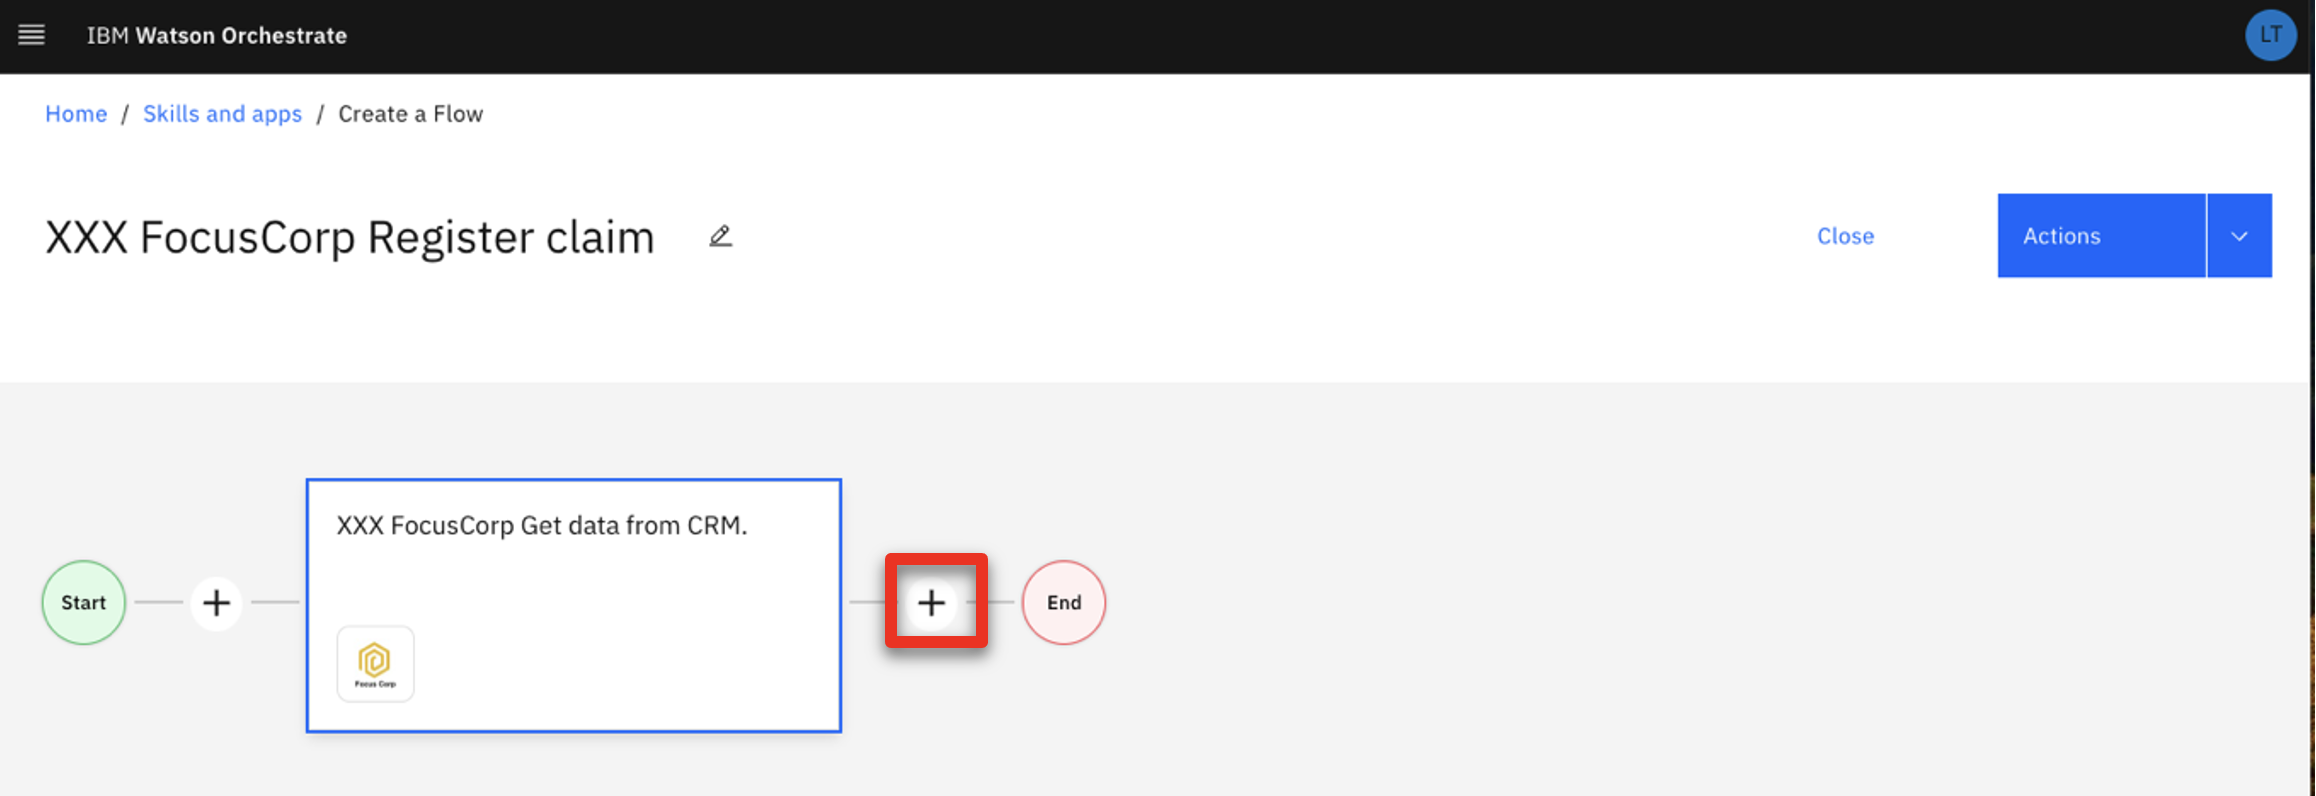 IBM Watson Orchestrate
LT
Home / Skills and apps / Create a Flow
XXX FocusCorp Register claim
Close
Actions
XXX FocusCorp Get data from CRM.
Start
End
Focus Corp